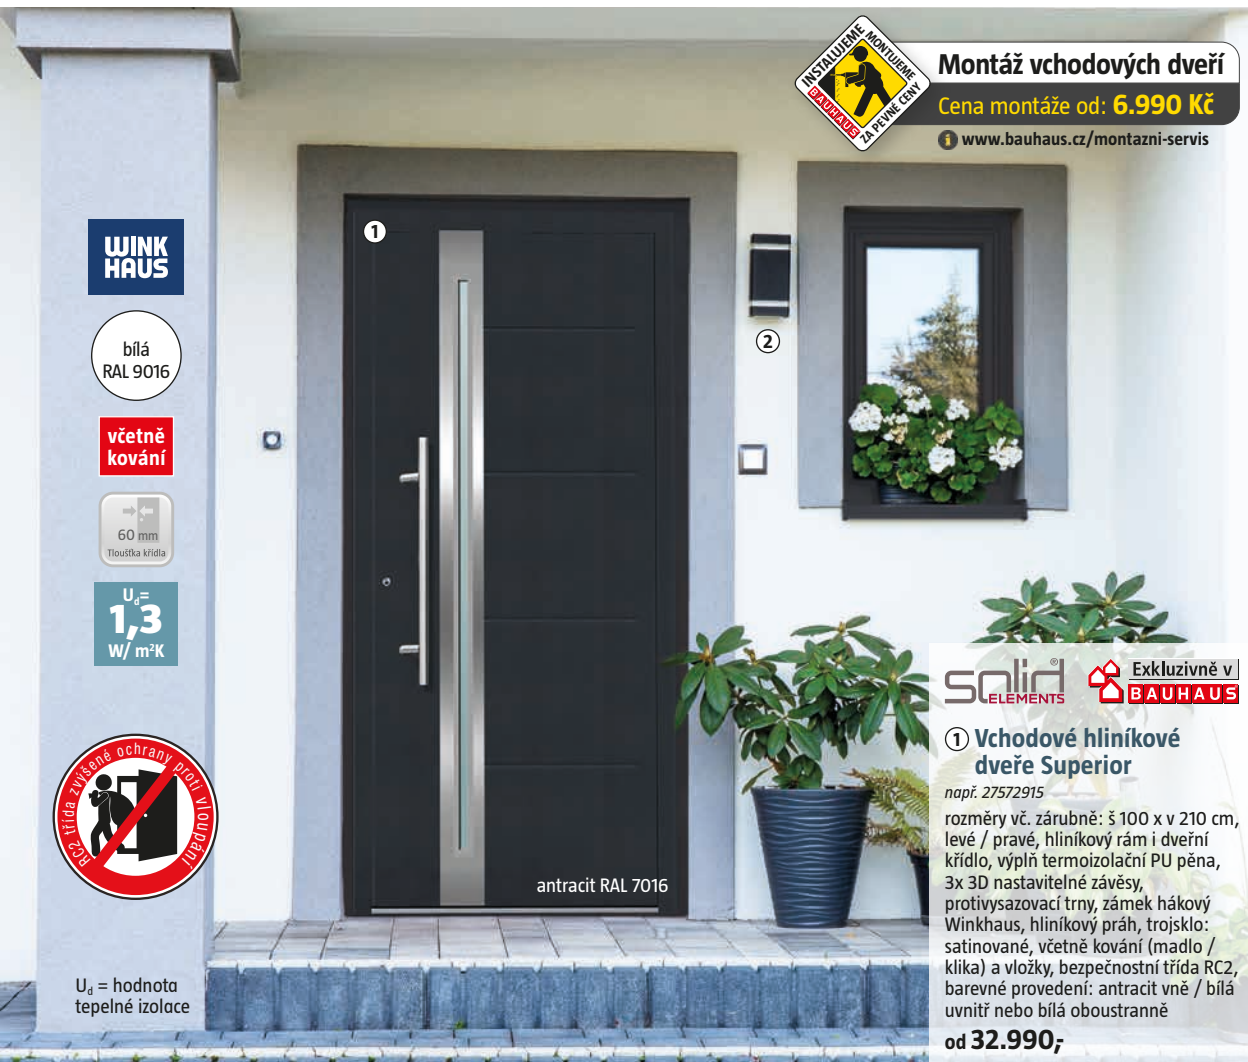 INSTALUJEME
MONTUJEME
ZA PEVNÉ CENY
BAUHAUS
Montáž vchodových dveří
Cena montáže od: 6.990 Kč
i www.bauhaus.cz/montazni-servis
WINK
HAUS
bílá
RAL 9016
včetně
kování
60 mm
Tloušťka křídla
Ud=
1,3
W/ m²K
RC2 třída zvýšené ochrany proti vloupání
Ud = hodnota
tepelné izolace
1
2
antracit RAL 7016
solid®
ELEMENTS
Exkluzivně v
BAUHAUS
1 Vchodové hliníkové
dveře Superior
např. 27572915
rozměry vč. zárubně: š 100 x v 210 cm,
levé / pravé, hliníkový rám i dveřní
křídlo, výplň termoizolační PU pěna,
3x 3D nastavitelné závěsy,
protivysazovací trny, zámek hákový
Winkhaus, hliníkový práh, trojsklo:
satinované, včetně kování (madlo /
klika) a vložky, bezpečnostní třída RC2,
barevné provedení: antracit vně / bílá
uvnitř nebo bílá oboustranně
od 32.990,-